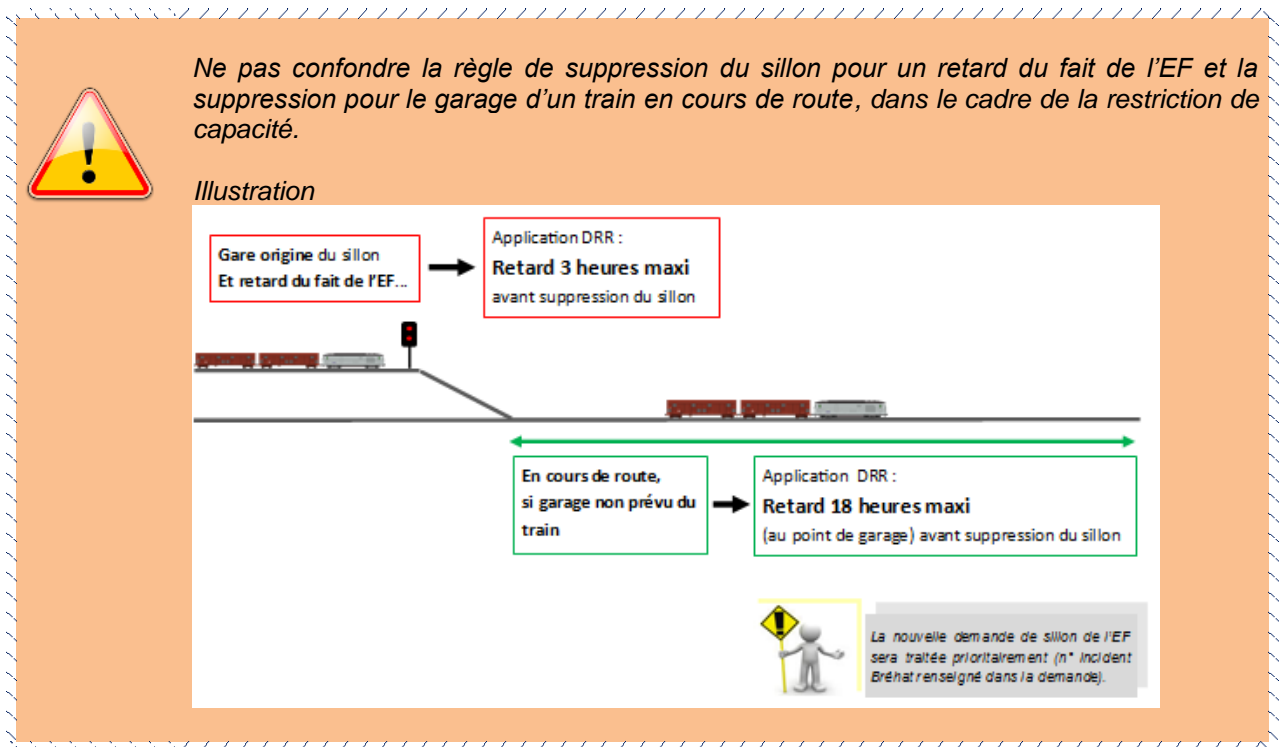 Ne pas confondre la règle de suppression du sillon pour un retard du fait de l'EF et la
suppression pour le garage d'un train en cours de route, dans le cadre de la restriction de
capacité.
Illustration
Gare origine du sillon
Et retard du fait de l'EF...
Application DRR :
Retard 3 heures maxi
avant suppression du sillon
En cours de route,
si garage non prévu du
train
Application DRR :
Retard 18 heures maxi
(au point de garage) avant suppression du sillon
La nouvelle demande de sillon de l'EF
sera traitée prioritairement (n° incident
Bréhat renseigné dans la demande).